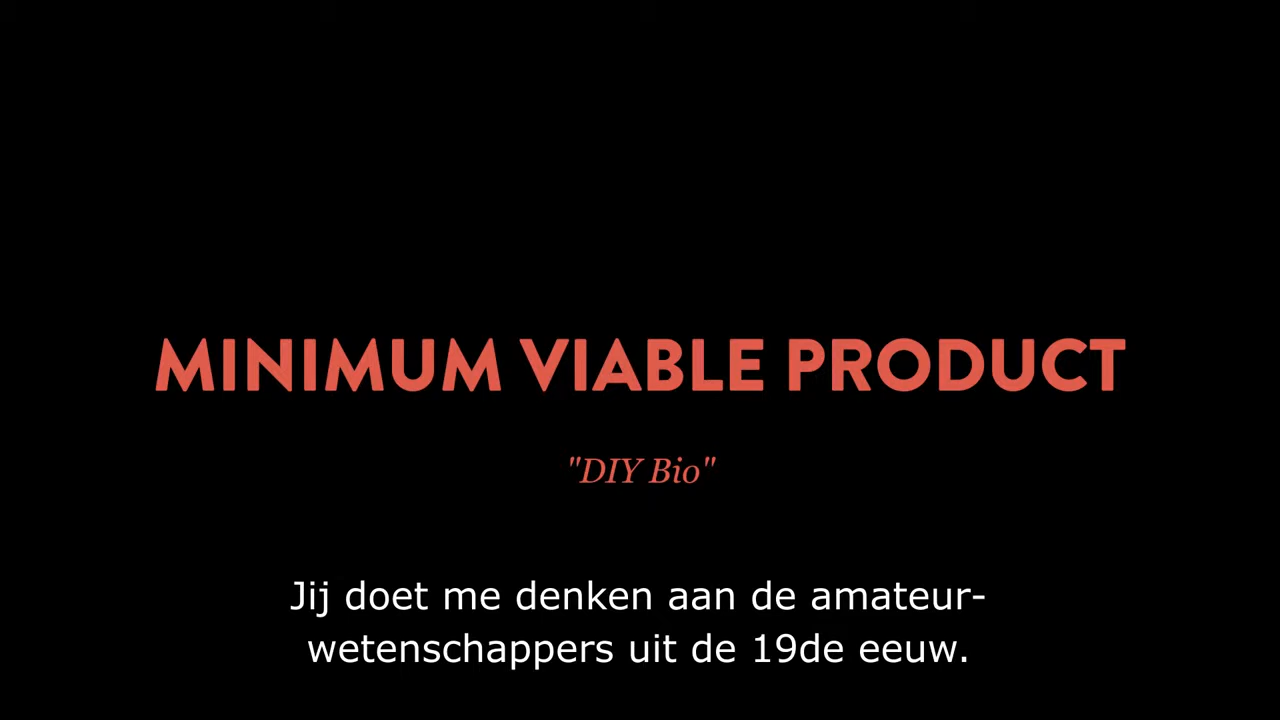 MINIMUM VIABLE PRODUCT
"DIY Bio"
Jij doet me denken aan de amateur-
wetenschappers uit de 19de eeuw.